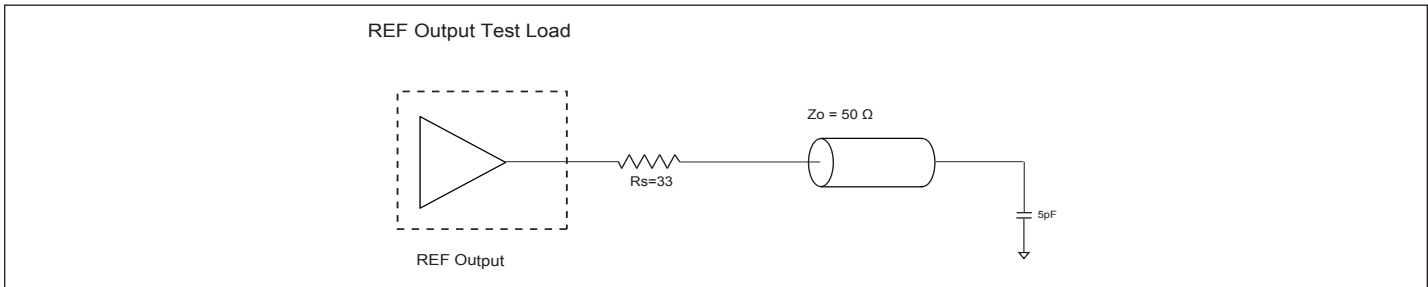 REF Output Test Load
Zo = 50 Ω
Rs=33
5pF
REF Output